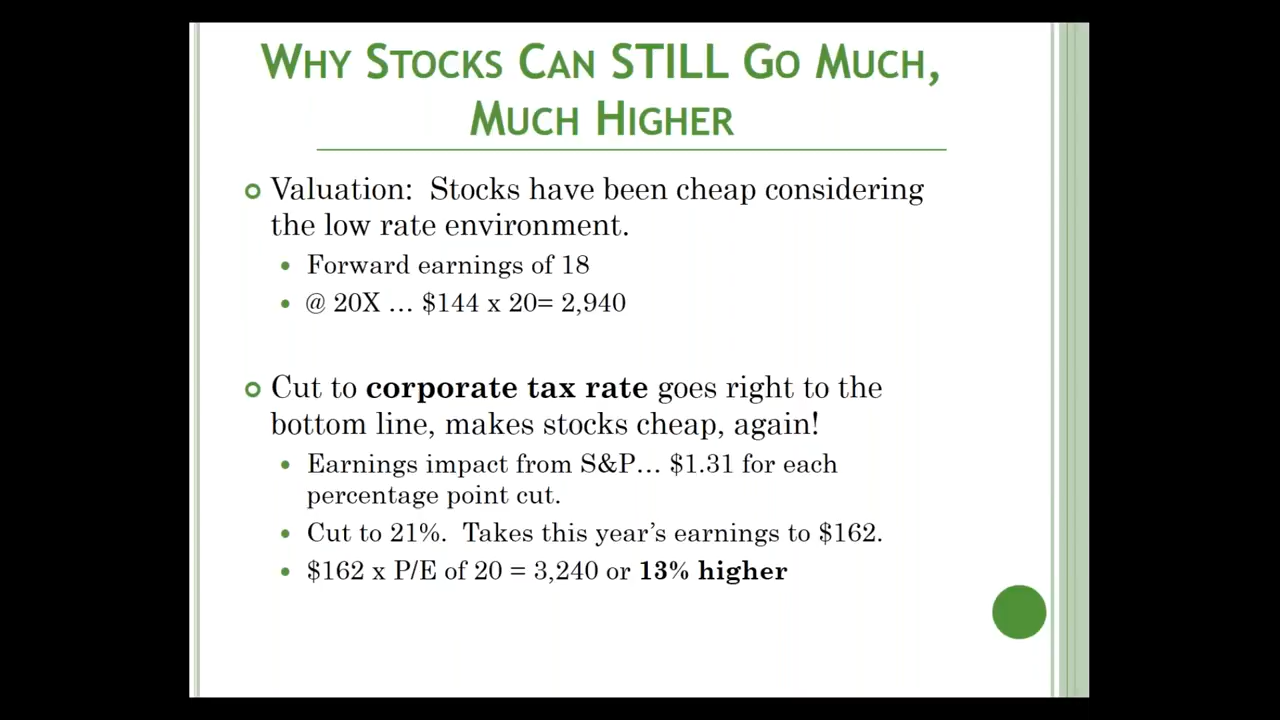 WHY STOCKS CAN STILL GO MUCH,
MUCH HIGHER
Valuation: Stocks have been cheap considering
the low rate environment.
Forward earnings of 18
@ 20X … $144 x 20= 2,940
Cut to corporate tax rate goes right to the
bottom line, makes stocks cheap, again!
Earnings impact from S&P… $1.31 for each
percentage point cut.
Cut to 21%. Takes this year’s earnings to $162.
$162 x P/E of 20 = 3,240 or 13% higher